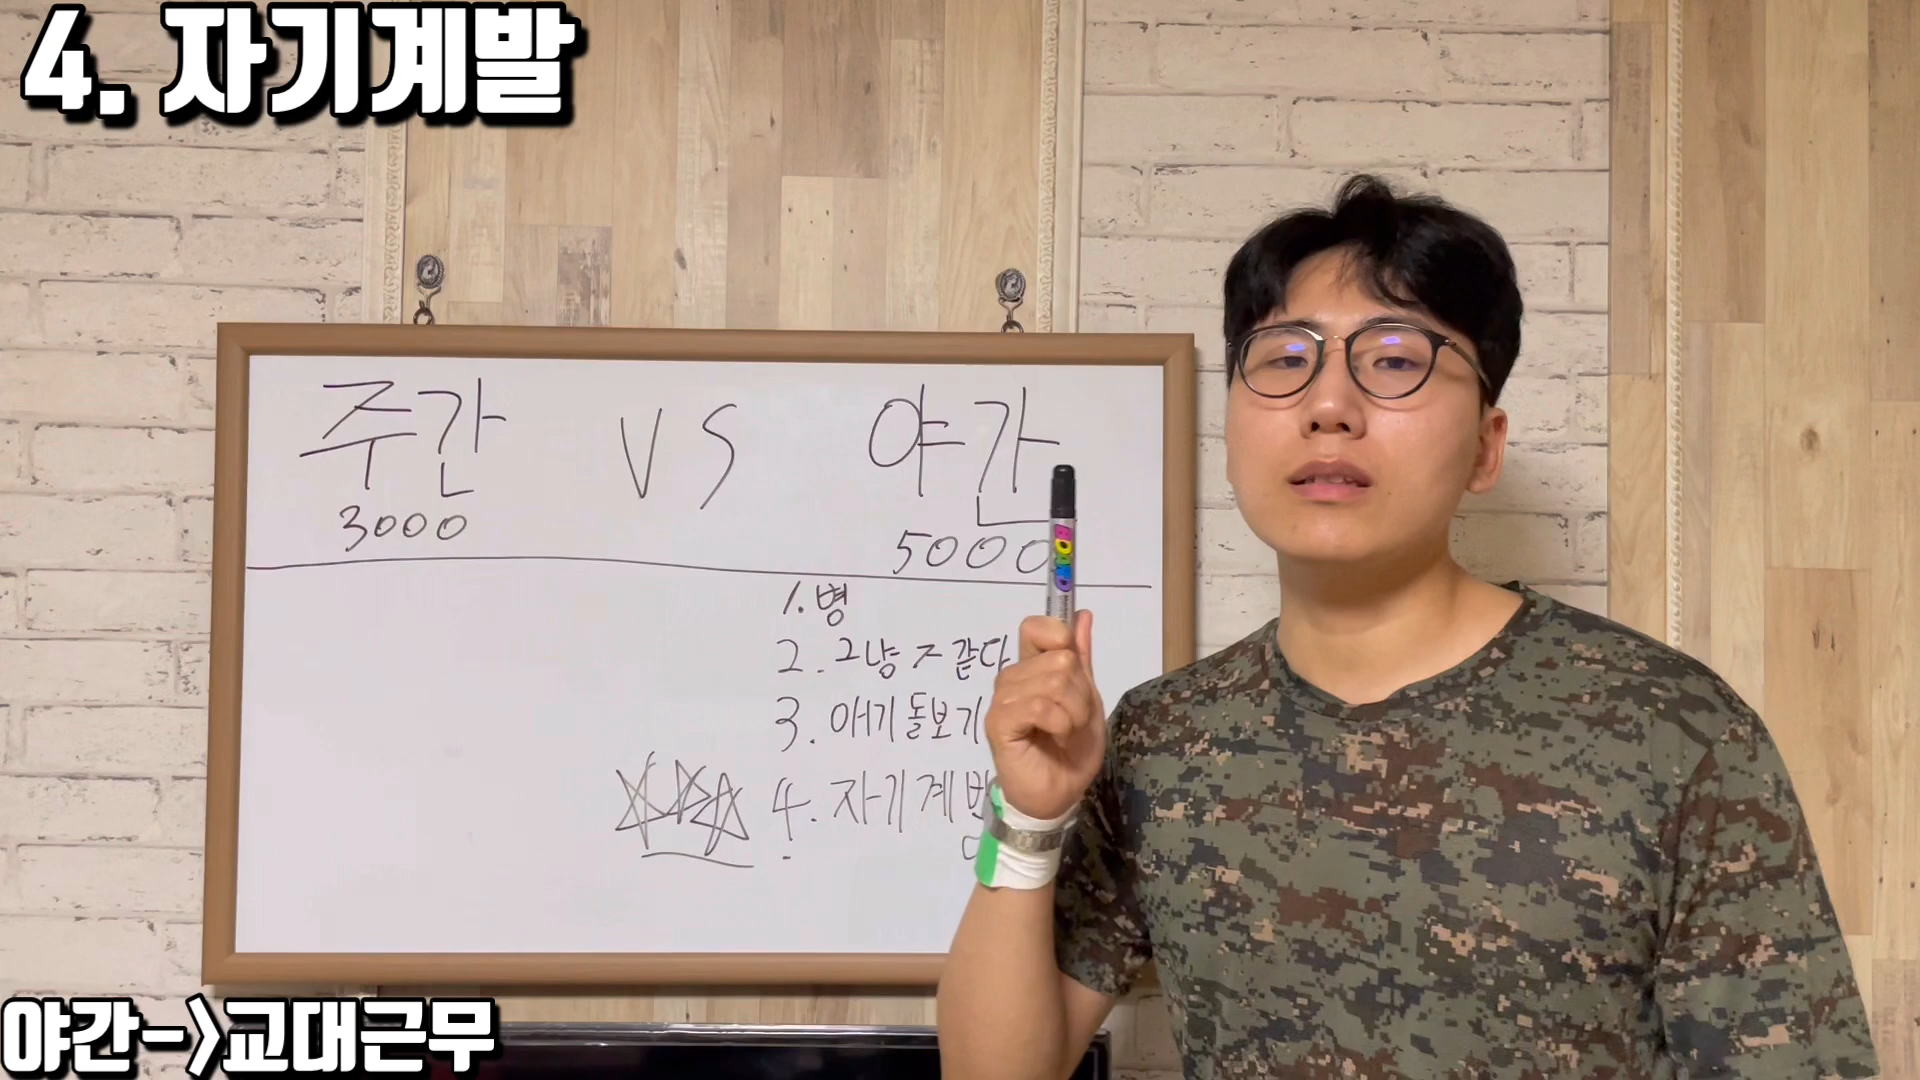 4. 자기계발
주간 VS 야간
3000 5000
1. 병
2. 그냥 ㅈ 같다
3. 애기 돌보기
4. 자기계발
야간->교대근무